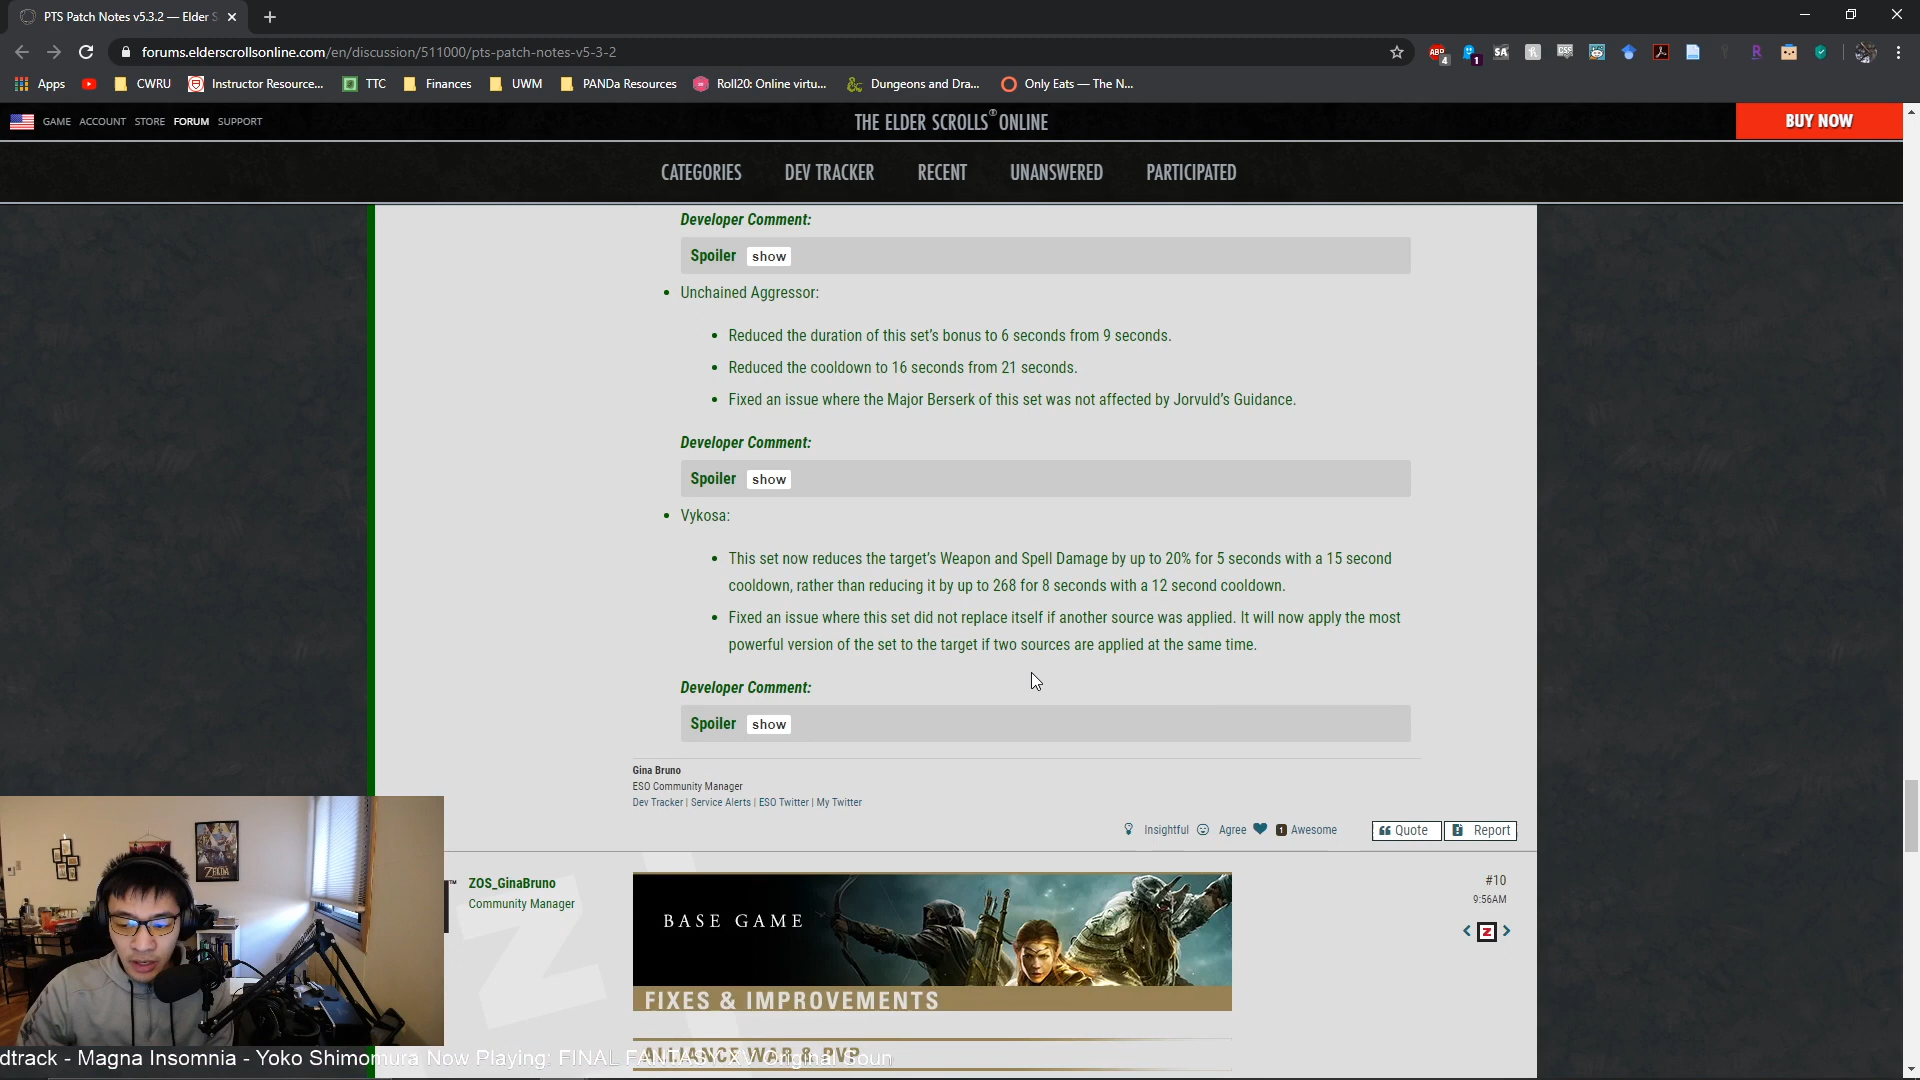 PTS Patch Notes v5.3.2 — Elder S
forums.elderscrollsonline.com/en/discussion/511000/pts-patch-notes-v5-3-2
Apps CWRU Instructor Resource... TTC Finances UWM PANDa Resources Roll20: Online virtu... Dungeons and Dra... Only Eats — The N...
GAME ACCOUNT STORE FORUM SUPPORT
THE ELDER SCROLLS® ONLINE
BUY NOW
CATEGORIES DEV TRACKER RECENT UNANSWERED PARTICIPATED
Developer Comment:
Spoiler show
Unchained Aggressor:
Reduced the duration of this set's bonus to 6 seconds from 9 seconds.
Reduced the cooldown to 16 seconds from 21 seconds.
Fixed an issue where the Major Berserk of this set was not affected by Jorvuld's Guidance.
Developer Comment:
Spoiler show
Vykosa:
This set now reduces the target's Weapon and Spell Damage by up to 20% for 5 seconds with a 15 second
cooldown, rather than reducing it by up to 268 for 8 seconds with a 12 second cooldown.
Fixed an issue where this set did not replace itself if another source was applied. It will now apply the most
powerful version of the set to the target if two sources are applied at the same time.
Developer Comment:
Spoiler show
Gina Bruno
ESO Community Manager
Dev Tracker | Service Alerts | ESO Twitter | My Twitter
Insightful Agree 1 Awesome Quote Report
ZOS_GinaBruno
Community Manager
#10
9:56AM
BASE GAME
FIXES & IMPROVEMENTS
ALLIANCE WAR & PVP
ZELDA
dtrack - Magna Insomnia - Yoko Shimomura Now Playing: FINAL FANTASY XV Original Soun